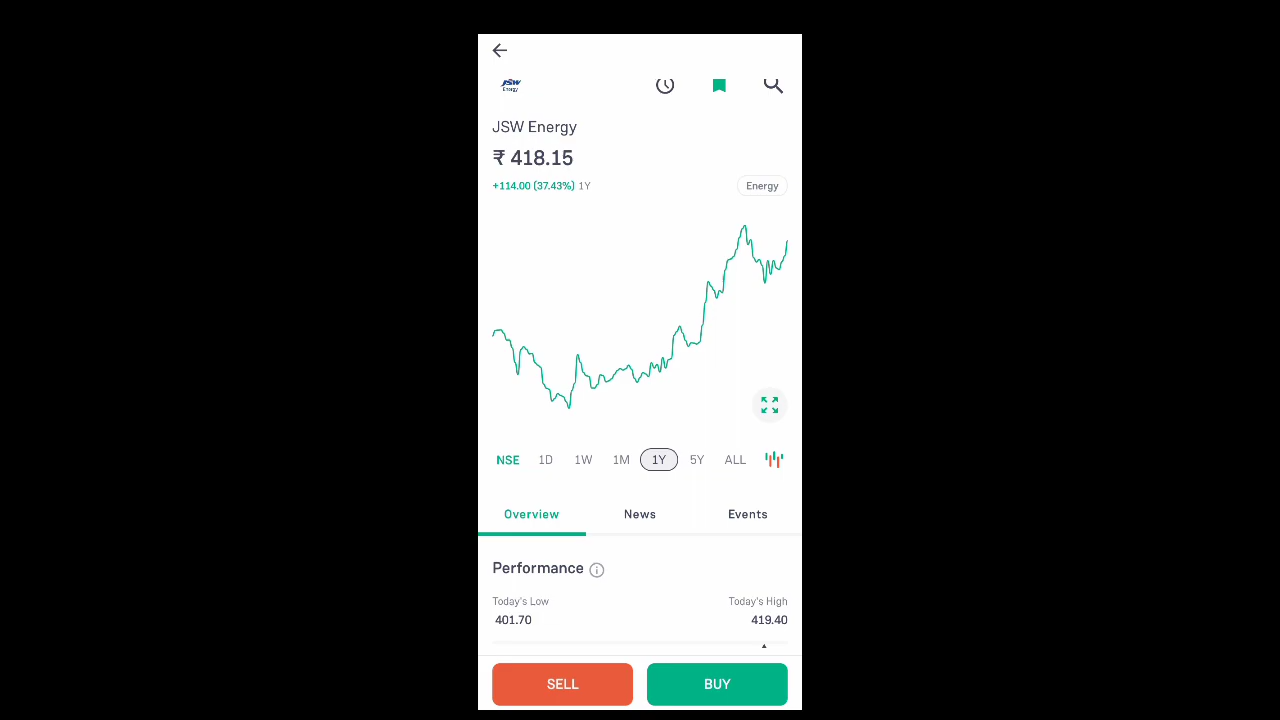 JSW
Energy
JSW Energy
₹ 418.15
+114.00 (37.43%) 1Y
Energy
NSE 1D 1W 1M 1Y 5Y ALL
Overview News Events
Performance
Today's Low Today's High
401.70 419.40
SELL BUY